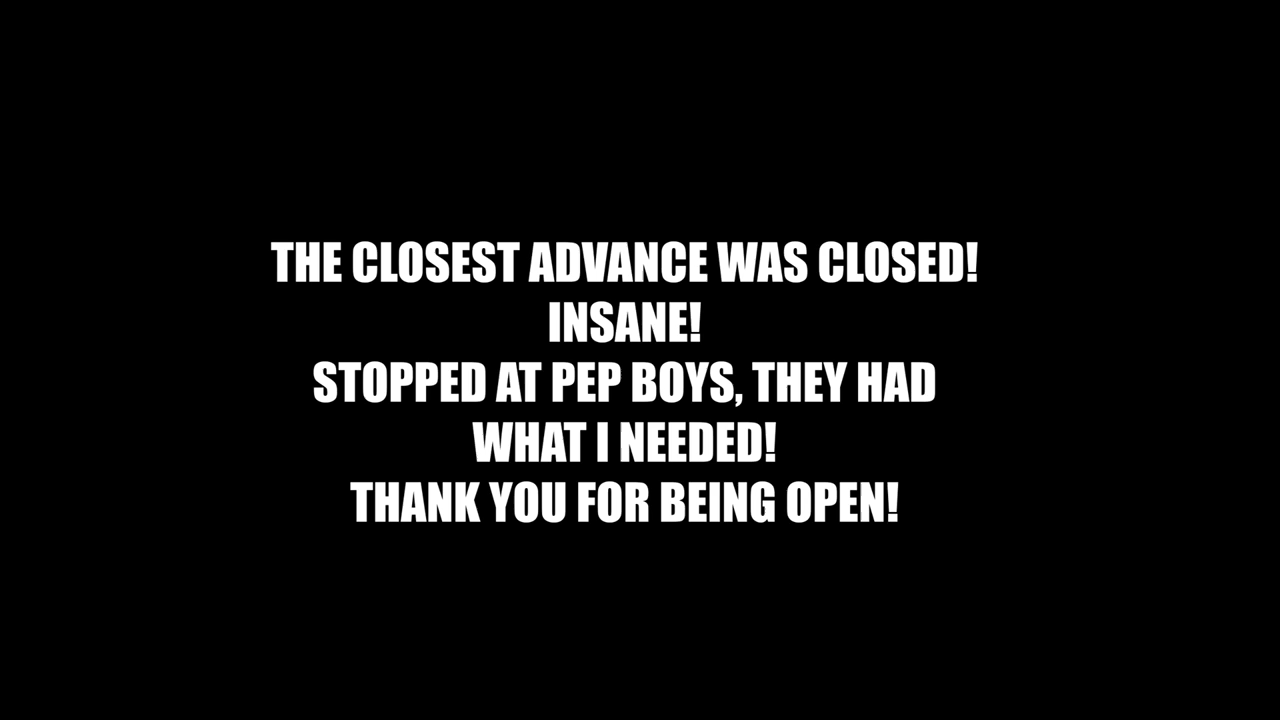 THE CLOSEST ADVANCE WAS CLOSED!
INSANE!
STOPPED AT PEP BOYS, THEY HAD
WHAT I NEEDED!
THANK YOU FOR BEING OPEN!